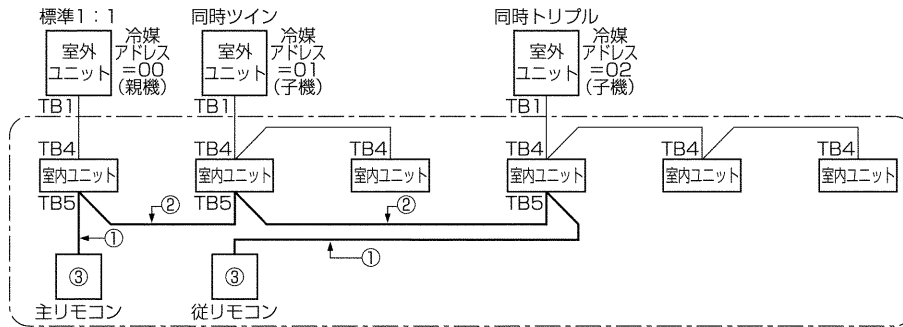 標準1：1
同時ツイン
同時トリプル
室外
ユニット
冷媒
アドレス
=00
(親機)
室外
ユニット
冷媒
アドレス
=01
(子機)
室外
ユニット
冷媒
アドレス
=02
(子機)
TB1
TB1
TB1
TB4
TB4
TB4
TB4
TB4
TB4
室内ユニット
室内ユニット
室内ユニット
室内ユニット
室内ユニット
室内ユニット
TB5
TB5
TB5
②
②
①
①
③
③
主リモコン
従リモコン